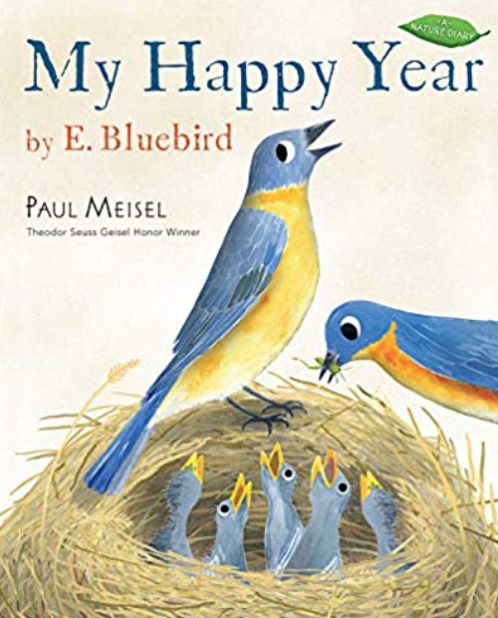 -A-
NATURE DIARY
My Happy Year
by E. Bluebird
PAUL MEISEL
Theodor Seuss Geisel Honor Winner